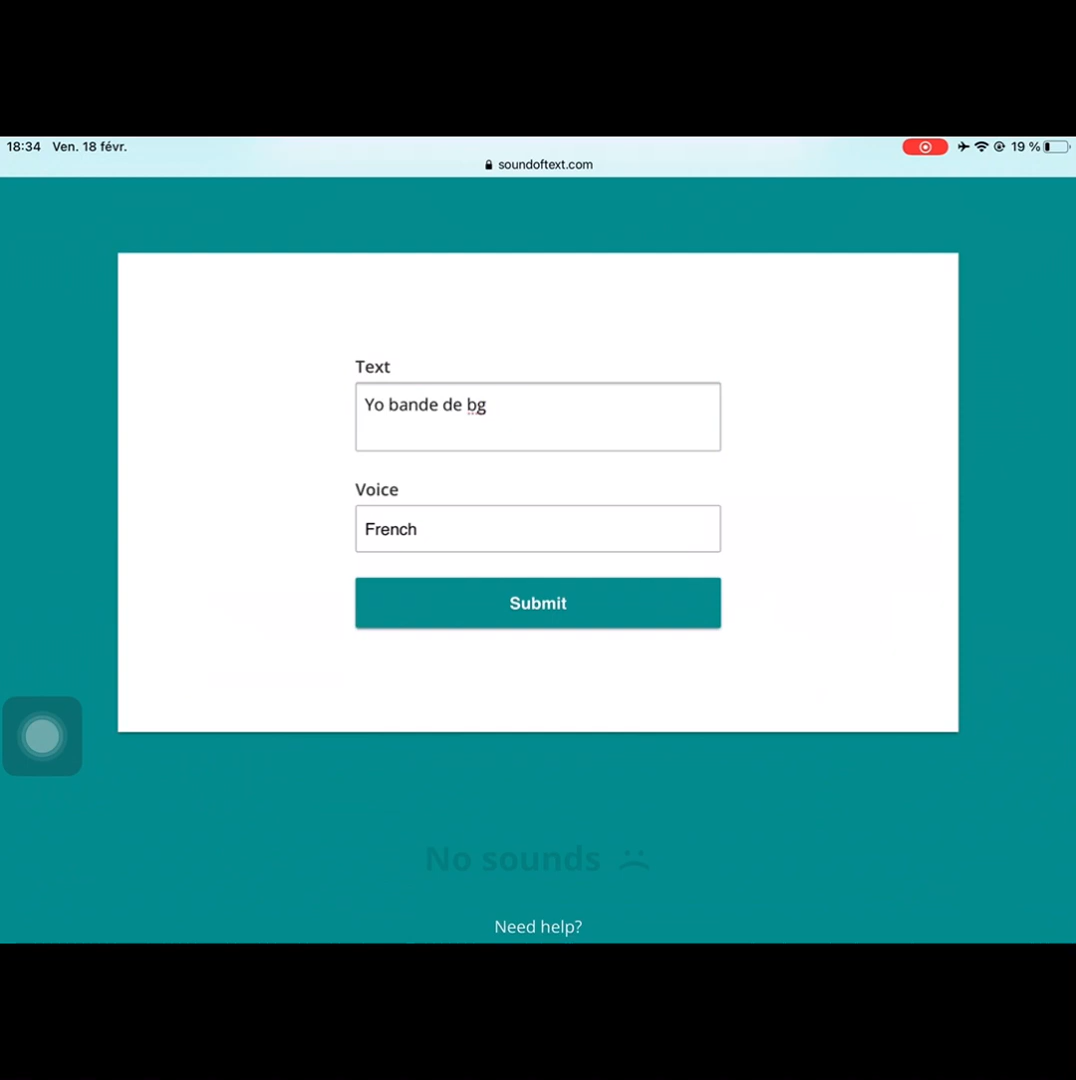 18:34 Ven. 18 févr.
19 %
soundoftext.com
Text
Yo bande de bg
Voice
French
Submit
No sounds
Need help?